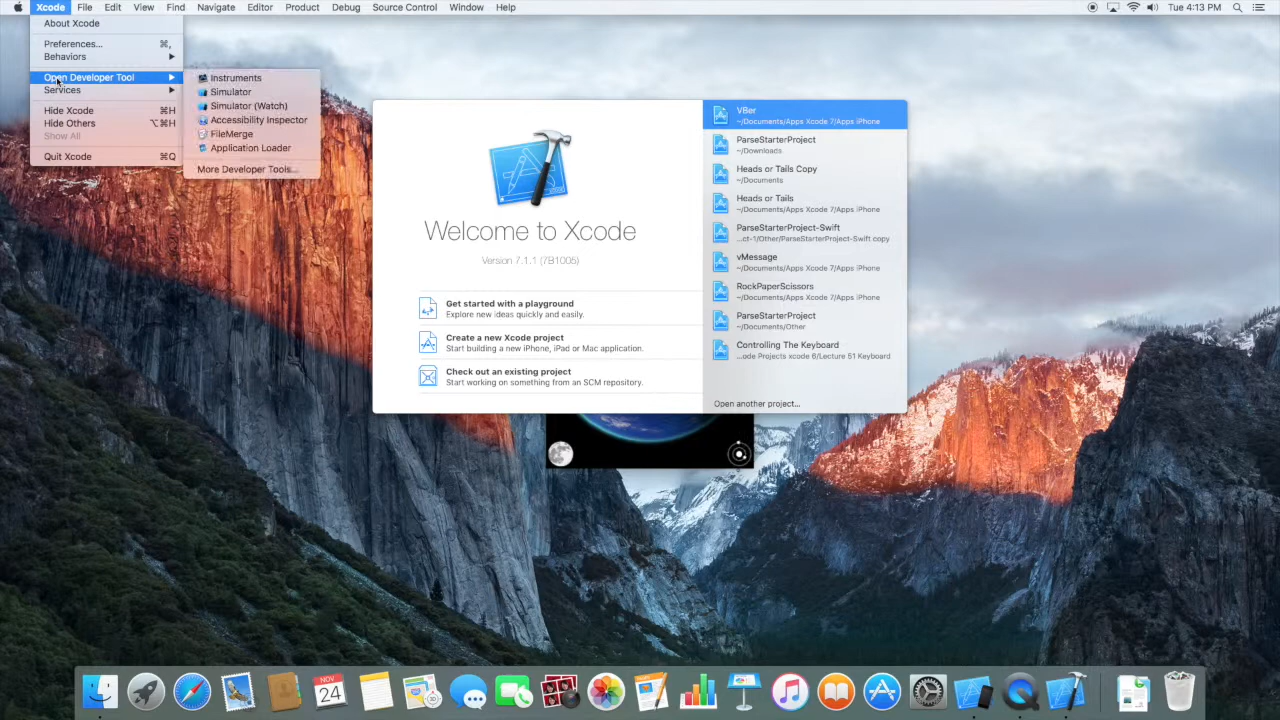 Xcode File Edit View Find Navigate Editor Product Debug Source Control Window Help Tue 4:13 PM
About Xcode
Preferences... ⌘,
Behaviors ▶
Open Developer Tool ▶
Services ▶
Hide Xcode ⌘H
Hide Others ⌥⌘H
Show All
Quit Xcode ⌘Q
Instruments
Simulator
Simulator (Watch)
Accessibility Inspector
FileMerge
Application Loader
More Developer Tools...
Welcome to Xcode
Version 7.1.1 (7B1005)
Get started with a playground
Explore new ideas quickly and easily.
Create a new Xcode project
Start building a new iPhone, iPad or Mac application.
Check out an existing project
Start working on something from an SCM repository.
VBer
~/Documents/Apps Xcode 7/Apps iPhone
ParseStarterProject
~/Downloads
Heads or Tails Copy
~/Documents
Heads or Tails
~/Documents/Apps Xcode 7/Apps iPhone
ParseStarterProject-Swift
...ct-1/Other/ParseStarterProject-Swift copy
vMessage
~/Documents/Apps Xcode 7/Apps iPhone
RockPaperScissors
~/Documents/Apps Xcode 7/Apps iPhone
ParseStarterProject
~/Documents/Other
Controlling The Keyboard
...ode Projects xcode 6/Lecture 51 Keyboard
Open another project...
NOV
24